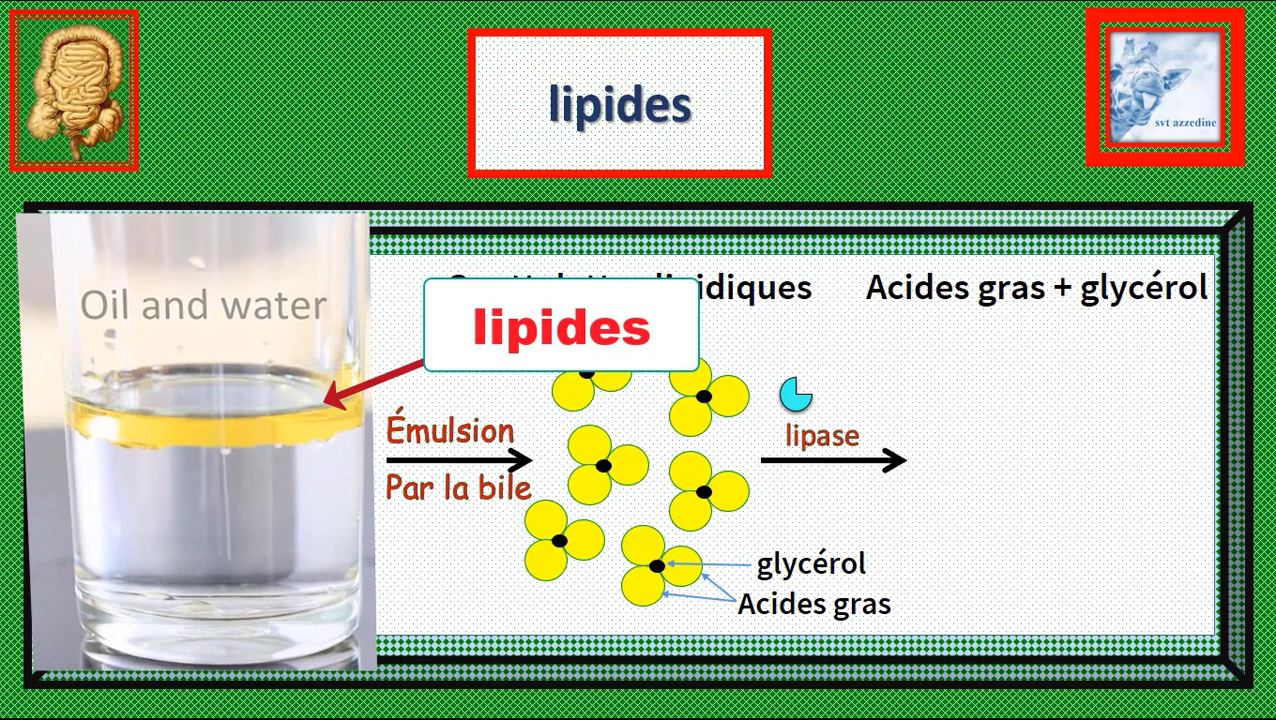 lipides
svt azzedine
idiques
Acides gras + glycérol
Oil and water
lipides
Émulsion
Par la bile
lipase
glycérol
Acides gras